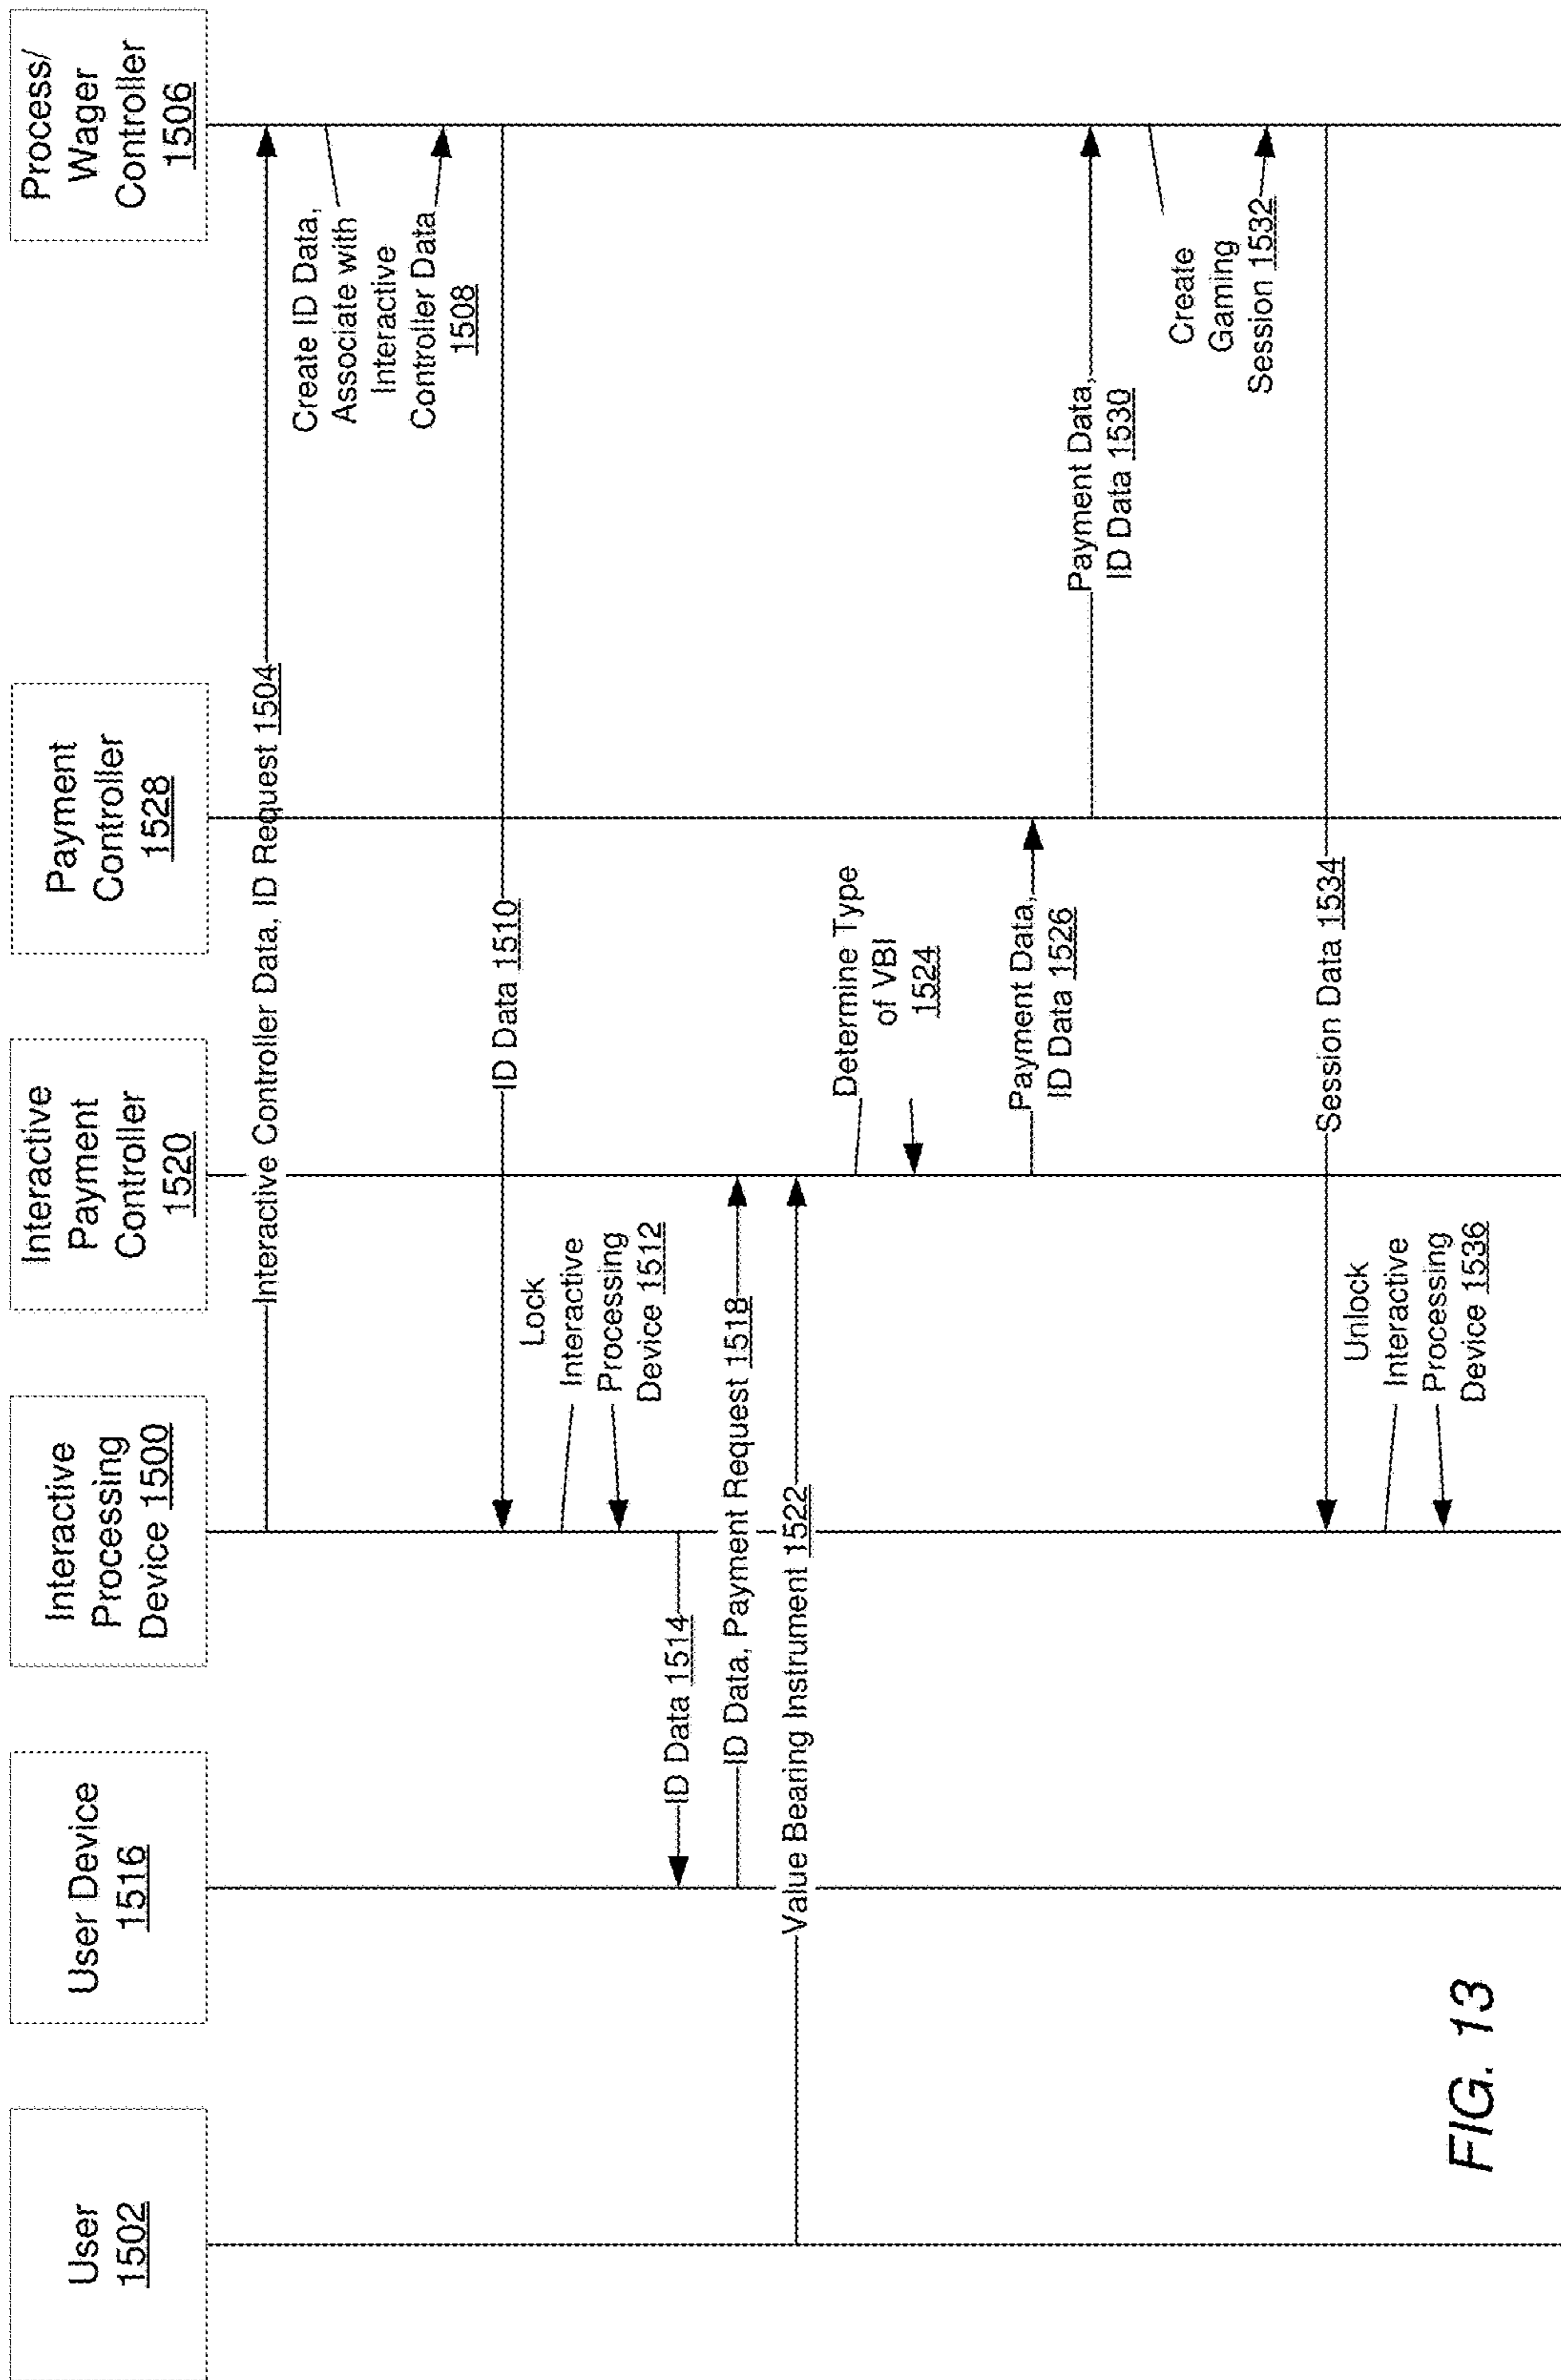 User
1502
User Device
1516
Interactive
Processing
Device 1500
Interactive
Payment
Controller
1520
Payment
Controller
1528
Process/
Wager
Controller
1506
Interactive Controller Data, ID Request 1504
Create ID Data,
Associate with
Interactive
Controller Data
1508
ID Data 1510
Lock
Interactive
Processing
Device 1512
ID Data 1514
ID Data, Payment Request 1518
Value Bearing Instrument 1522
Determine Type
of VBI
1524
Payment Data,
ID Data 1526
Payment Data,
ID Data 1530
Create
Gaming
Session 1532
Session Data 1534
Unlock
Interactive
Processing
Device 1536
FIG. 13